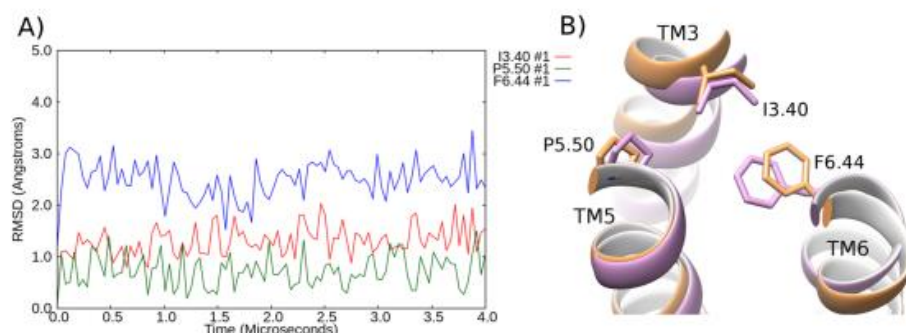 A)
5.0
4.0
3.0
2.0
1.0
0.0
RMSD (Angstroms)
0.0 0.5 1.0 1.5 2.0 2.5 3.0 3.5 4.0
Time (Microseconds)
I3.40 #1
P5.50 #1
F6.44 #1
B)
TM3
I3.40
P5.50
F6.44
TM5
TM6